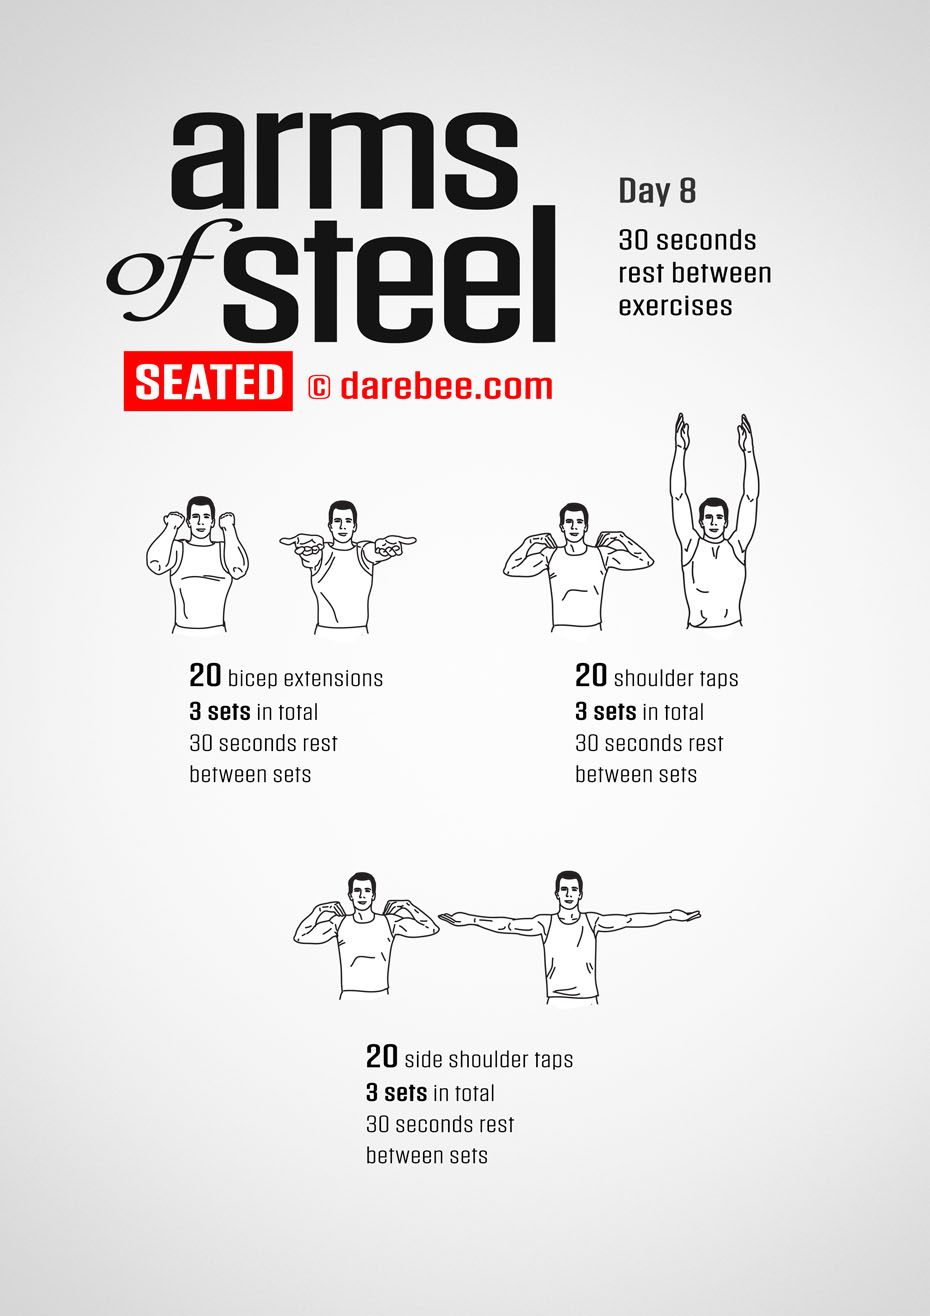 arms
of steel
SEATED © darebee.com
Day 8
30 seconds
rest between
exercises
20 bicep extensions
3 sets in total
30 seconds rest
between sets
20 shoulder taps
3 sets in total
30 seconds rest
between sets
20 side shoulder taps
3 sets in total
30 seconds rest
between sets